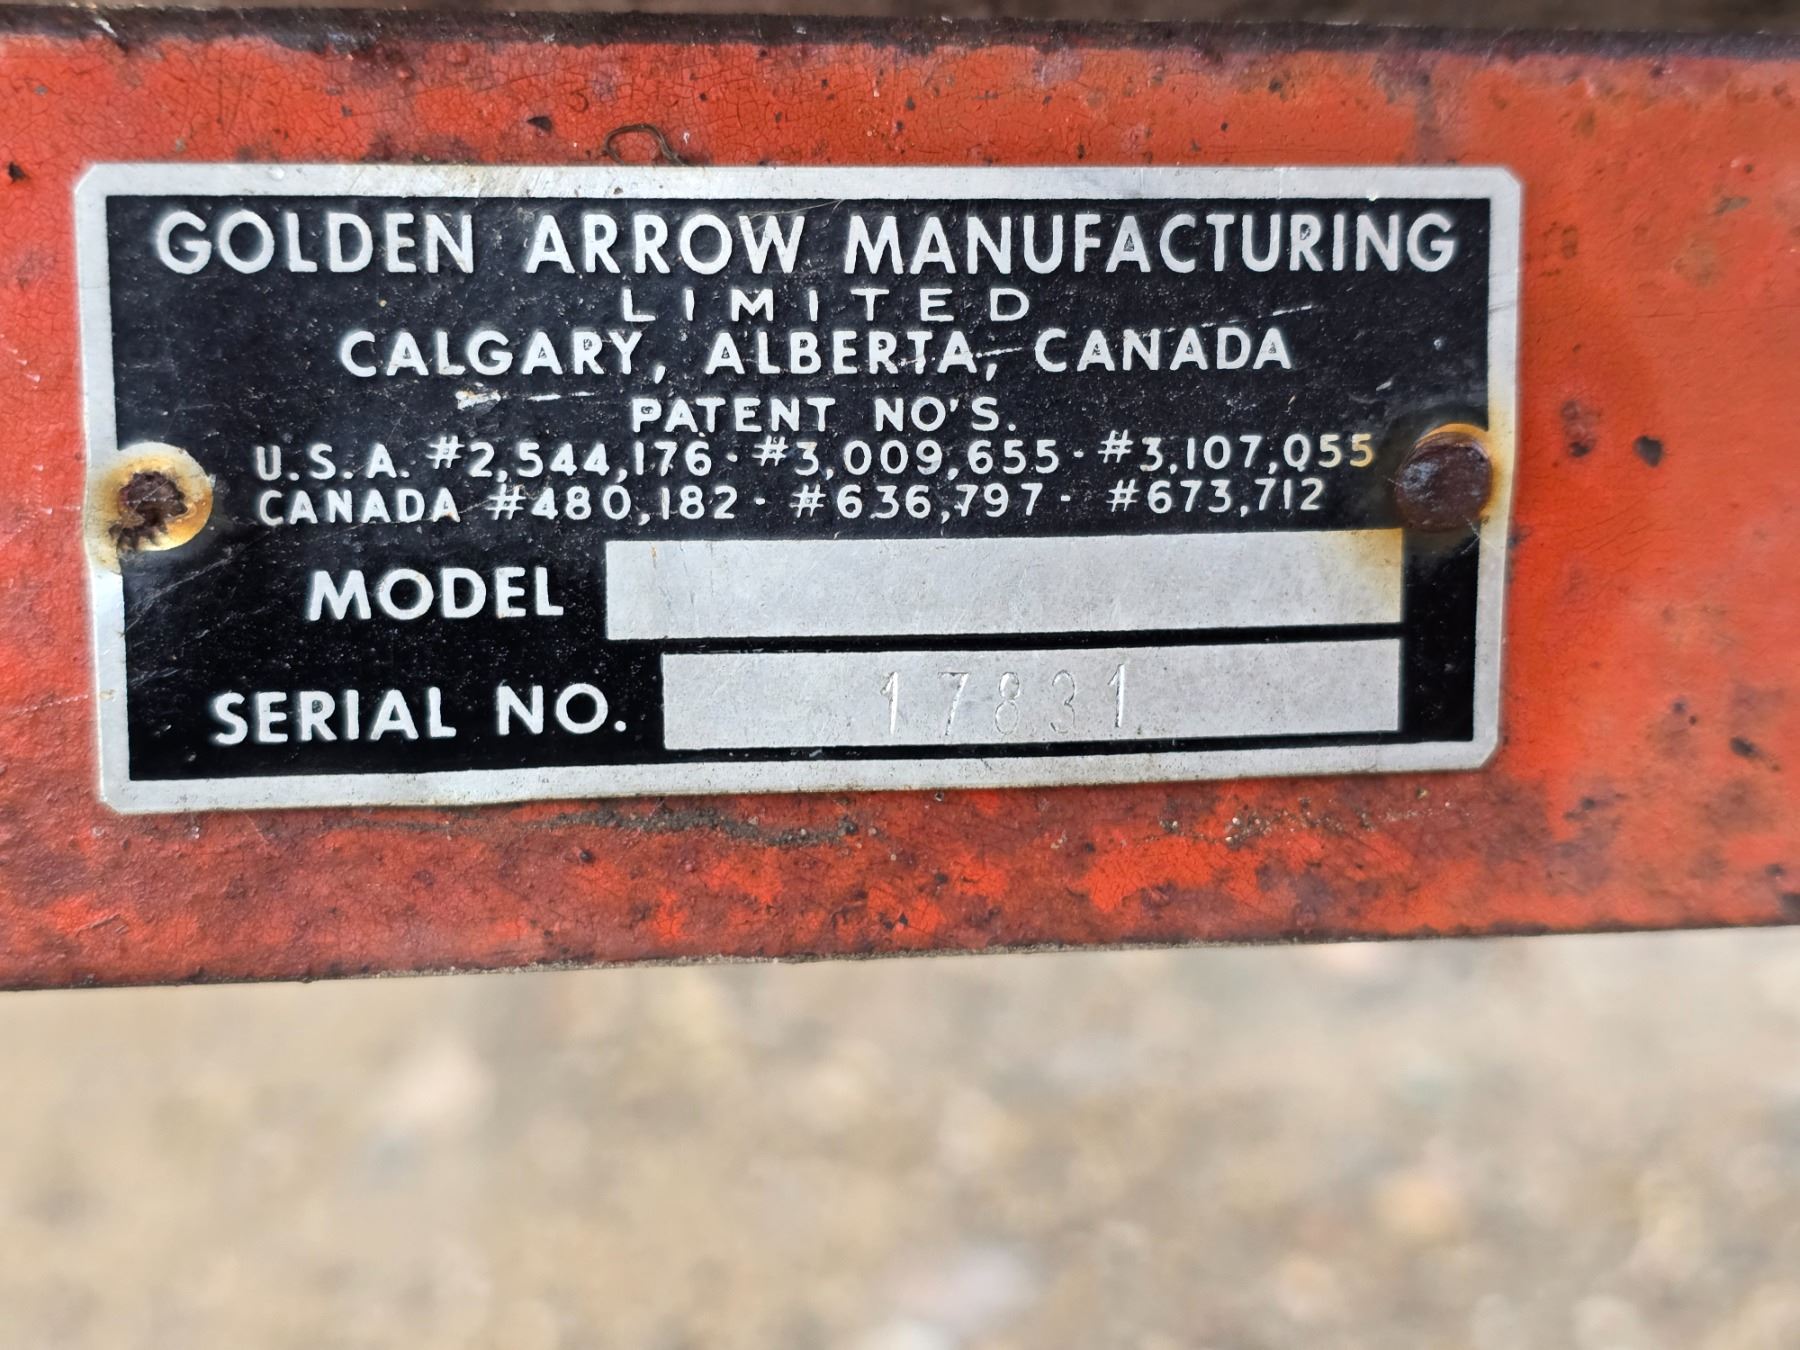 GOLDEN ARROW MANUFACTURING
LIMITED
CALGARY, ALBERTA, CANADA
PATENT NO'S.
U.S.A. #2,544,176 - #3,009,655 - #3,107,055
CANADA #480,182 - #636,797 - #673,712
MODEL
SERIAL NO. 17831